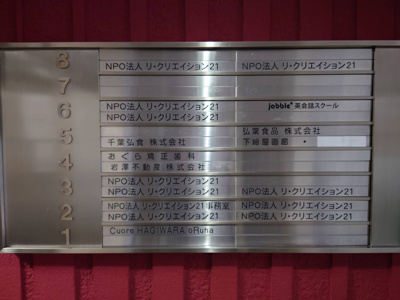 8
NPO法人 リ・クリエイション21 NPO法人 リ・クリエイション21
7
6
NPO法人 リ・クリエイション21 jabble 英会話スクール
NPO法人 リ・クリエイション21
5
弘葉食品 株式会社
千葉弘食 株式会社 下総屋画廊
4
おぐら矯正歯科
岩澤不動産 株式会社
3
NPO法人 リ・クリエイション21
NPO法人 リ・クリエイション21 NPO法人 リ・クリエイション21
2
NPO法人 リ・クリエイション21事務室 NPO法人 リ・クリエイション21
NPO法人 リ・クリエイション21 NPO法人 リ・クリエイション21
1
Cuore HAGIWARA oRuha